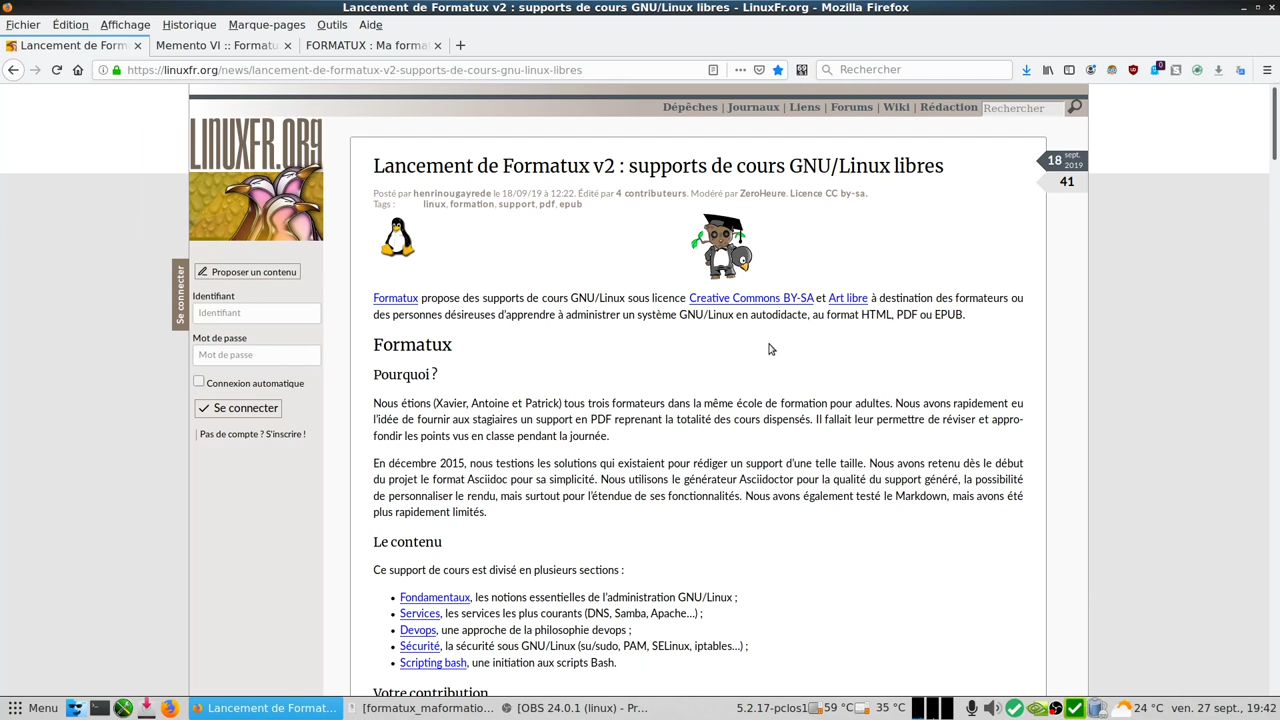 Lancement de Formatux v2 : supports de cours GNU/Linux libres - LinuxFr.org - Mozilla Firefox
Fichier Édition Affichage Historique Marque-pages Outils Aide
Lancement de Form Memento VI :: Formatu FORMATUX : Ma forma
https://linuxfr.org/news/lancement-de-formatux-v2-supports-de-cours-gnu-linux-libres Rechercher 0
Dépêches | Journaux | Liens | Forums | Wiki | Rédaction Rechercher
LINUXFR.ORG
Lancement de Formatux v2 : supports de cours GNU/Linux libres
18 sept. 2019
41
Posté par henrinougayrede le 18/09/19 à 12:22. Édité par 4 contributeurs. Modéré par ZeroHeure. Licence CC by-sa.
Tags : linux, formation, support, pdf, epub
Se connecter
Proposer un contenu
Identifiant
Identifiant
Mot de passe
Mot de passe
Connexion automatique
Se connecter
Pas de compte ? S'inscrire !
Formatux propose des supports de cours GNU/Linux sous licence Creative Commons BY-SA et Art libre à destination des formateurs ou
des personnes désireuses d’apprendre à administrer un système GNU/Linux en autodidacte, au format HTML, PDF ou EPUB.
Formatux
Pourquoi ?
Nous étions (Xavier, Antoine et Patrick) tous trois formateurs dans la même école de formation pour adultes. Nous avons rapidement eu
l’idée de fournir aux stagiaires un support en PDF reprenant la totalité des cours dispensés. Il fallait leur permettre de réviser et appro-
fondir les points vus en classe pendant la journée.
En décembre 2015, nous testions les solutions qui existaient pour rédiger un support d’une telle taille. Nous avons retenu dès le début
du projet le format Asciidoc pour sa simplicité. Nous utilisons le générateur Asciidoctor pour la qualité du support généré, la possibilité
de personnaliser le rendu, mais surtout pour l’étendue de ses fonctionnalités. Nous avons également testé le Markdown, mais avons été
plus rapidement limités.
Le contenu
Ce support de cours est divisé en plusieurs sections :
• Fondamentaux, les notions essentielles de l’administration GNU/Linux ;
• Services, les services les plus courants (DNS, Samba, Apache…) ;
• Devops, une approche de la philosophie devops ;
• Sécurité, la sécurité sous GNU/Linux (su/sudo, PAM, SELinux, iptables…) ;
• Scripting bash, une initiation aux scripts Bash.
Votre contribution
Menu Lancement de Format... [formatux_maformatio... [OBS 24.0.1 (linux) - Pr... 5.2.17-pclos1 59 °C 35 °C 24 °C ven. 27 sept., 19:42